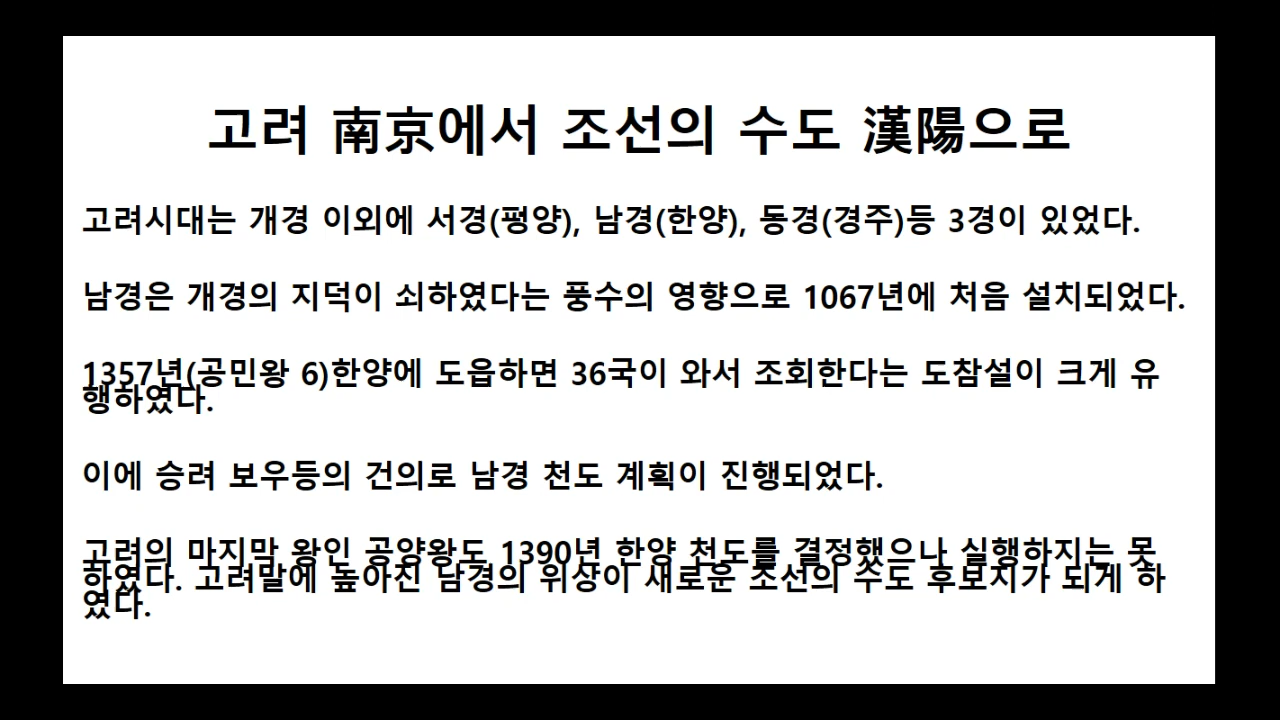 고려 南京에서 조선의 수도 漢陽으로
고려시대는 개경 이외에 서경(평양), 남경(한양), 동경(경주)등 3경이 있었다.
남경은 개경의 지덕이 쇠하였다는 풍수의 영향으로 1067년에 처음 설치되었다.
1357년(공민왕 6)한양에 도읍하면 36국이 와서 조회한다는 도참설이 크게 유
행하였다.
이에 승려 보우등의 건의로 남경 천도 계획이 진행되었다.
고려의 마지막 왕인 공양왕도 1390년 한양 천도를 결정했으나 실행하지는 못
하였다. 고려말에 높아진 남경의 위상이 새로운 조선의 수도 후보지가 되게 하
였다.